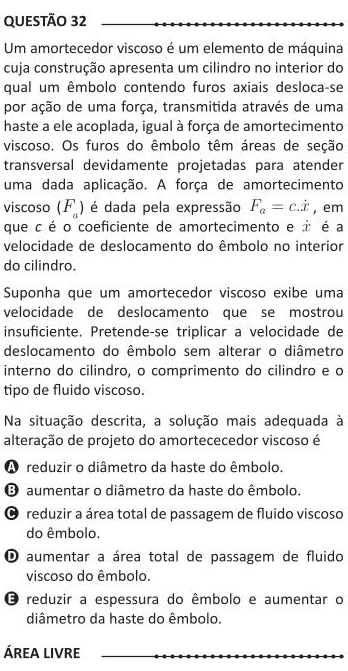 QUESTÃO 32
Um amortecedor viscoso é um elemento de máquina
cuja construção apresenta um cilindro no interior do
qual um êmbolo contendo furos axiais desloca-se
por ação de uma força, transmitida através de uma
haste a ele acoplada, igual à força de amortecimento
viscoso. Os furos do êmbolo têm áreas de seção
transversal devidamente projetadas para atender
uma dada aplicação. A força de amortecimento
viscoso (Fₐ) é dada pela expressão Fₐ = c.ẋ, em
que c é o coeficiente de amortecimento e ẋ é a
velocidade de deslocamento do êmbolo no interior
do cilindro.
Suponha que um amortecedor viscoso exibe uma
velocidade de deslocamento que se mostrou
insuficiente. Pretende-se triplicar a velocidade de
deslocamento do êmbolo sem alterar o diâmetro
interno do cilindro, o comprimento do cilindro e o
tipo de fluido viscoso.
Na situação descrita, a solução mais adequada à
alteração de projeto do amortececedor viscoso é
A reduzir o diâmetro da haste do êmbolo.
B aumentar o diâmetro da haste do êmbolo.
C reduzir a área total de passagem de fluido viscoso
do êmbolo.
D aumentar a área total de passagem de fluido
viscoso do êmbolo.
E reduzir a espessura do êmbolo e aumentar o
diâmetro da haste do êmbolo.
ÁREA LIVRE